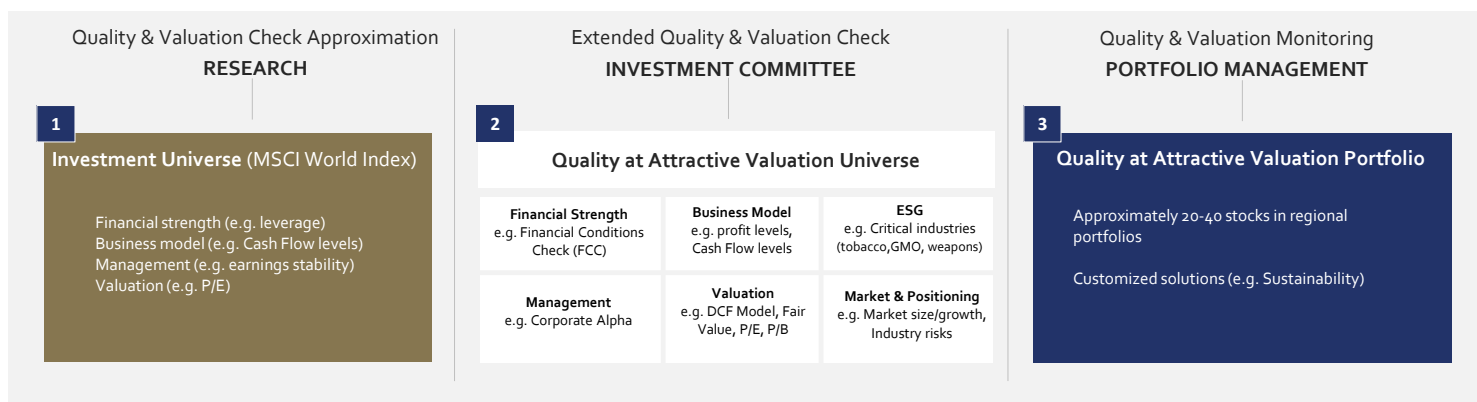 Quality & Valuation Check Approximation
RESEARCH
1
Investment Universe (MSCI World Index)
Financial strength (e.g. leverage)
Business model (e.g. Cash Flow levels)
Management (e.g. earnings stability)
Valuation (e.g. P/E)
Extended Quality & Valuation Check
INVESTMENT COMMITTEE
2
Quality at Attractive Valuation Universe
Financial Strength
e.g. Financial Conditions
Check (FCC)
Business Model
e.g. profit levels,
Cash Flow levels
ESG
e.g. Critical industries
(tobacco,GMO, weapons)
Management
e.g. Corporate Alpha
Valuation
e.g. DCF Model, Fair
Value, P/E, P/B
Market & Positioning
e.g. Market size/growth,
Industry risks
Quality & Valuation Monitoring
PORTFOLIO MANAGEMENT
3
Quality at Attractive Valuation Portfolio
Approximately 20-40 stocks in regional
portfolios
Customized solutions (e.g. Sustainability)